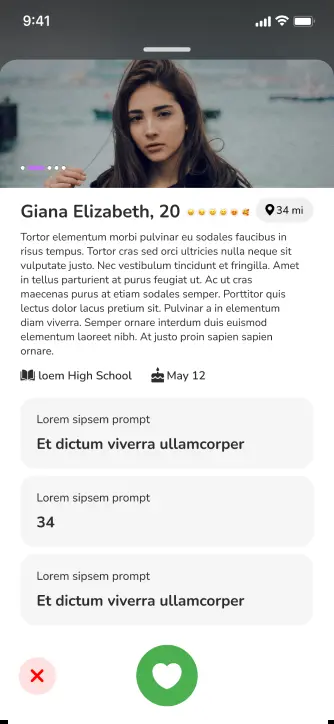 9:41
Giana Elizabeth, 20 😊😊😊😊😍🥰 34 mi
Tortor elementum morbi pulvinar eu sodales faucibus in
risus tempus. Tortor cras sed orci ultricies nulla neque sit
vulputate justo. Nec vestibulum tincidunt et fringilla. Amet
in tellus parturient at purus feugiat ut. Ac ut cras
maecenas purus at etiam sodales semper. Porttitor quis
lectus dolor lacus pretium sit. Pulvinar a in elementum
diam viverra. Semper ornare interdum duis euismod
elementum laoreet nibh. At justo proin sapien sapien
ornare.
loem High School May 12
Lorem sipsem prompt
Et dictum viverra ullamcorper
Lorem sipsem prompt
34
Lorem sipsem prompt
Et dictum viverra ullamcorper